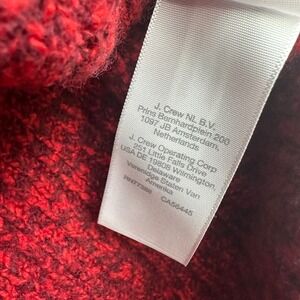 J. Crew NL B.V.
Prins Bernhardplein 200
1097 JB Amsterdam,
Netherlands
J. Crew Operating Corp
251 Little Falls Drive
USA DE 19808 Wilmington,
Delaware
Verenigde Staten Van
Amerika
RN77388 CA56445